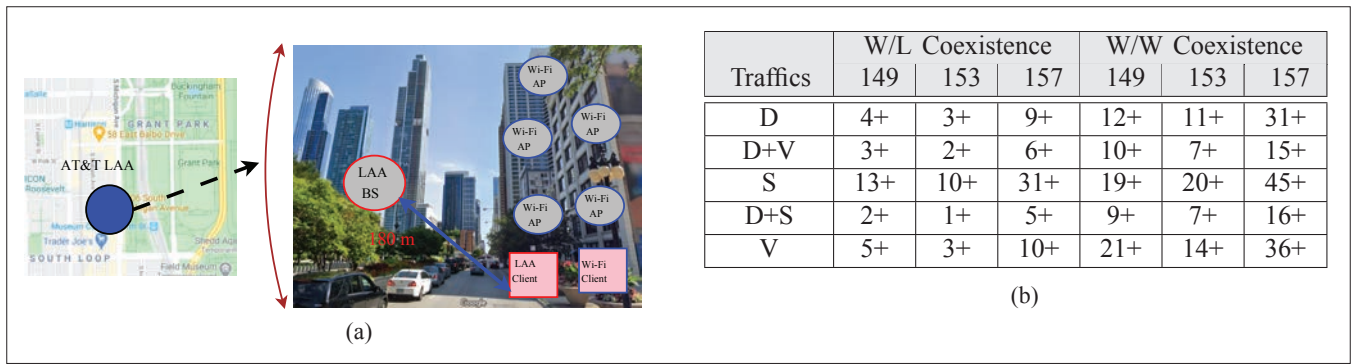 Buckingham
Fountain
GRANT PARK
58 East Balbo Drive
AT&T LAA
Grant Park
Roosevelt
Museum Campus
Trader Joe's
Shedd
SOUTH LOOP
Field Museum
Wi-Fi
AP
Wi-Fi
AP
Wi-Fi
AP
LAA
BS
Wi-Fi
AP
Wi-Fi
AP
180 m
LAA
Client
Wi-Fi
Client
Google
(a)
Traffics W/L Coexistence W/W Coexistence
149 153 157 149 153 157
D 4+ 3+ 9+ 12+ 11+ 31+
D+V 3+ 2+ 6+ 10+ 7+ 15+
S 13+ 10+ 31+ 19+ 20+ 45+
D+S 2+ 1+ 5+ 9+ 7+ 16+
V 5+ 3+ 10+ 21+ 14+ 36+
(b)